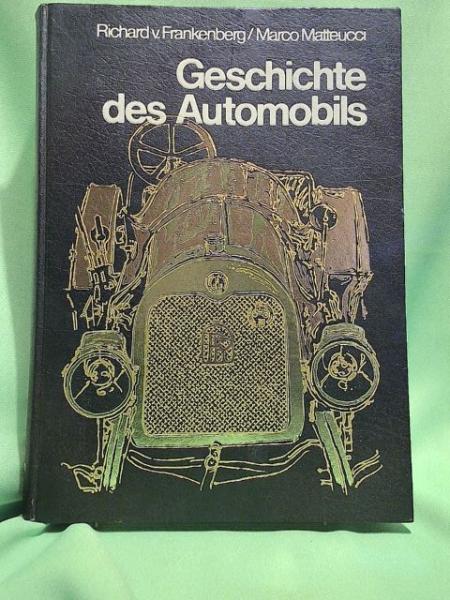 Richard v. Frankenberg/Marco Matteucci
Geschichte
des Automobils